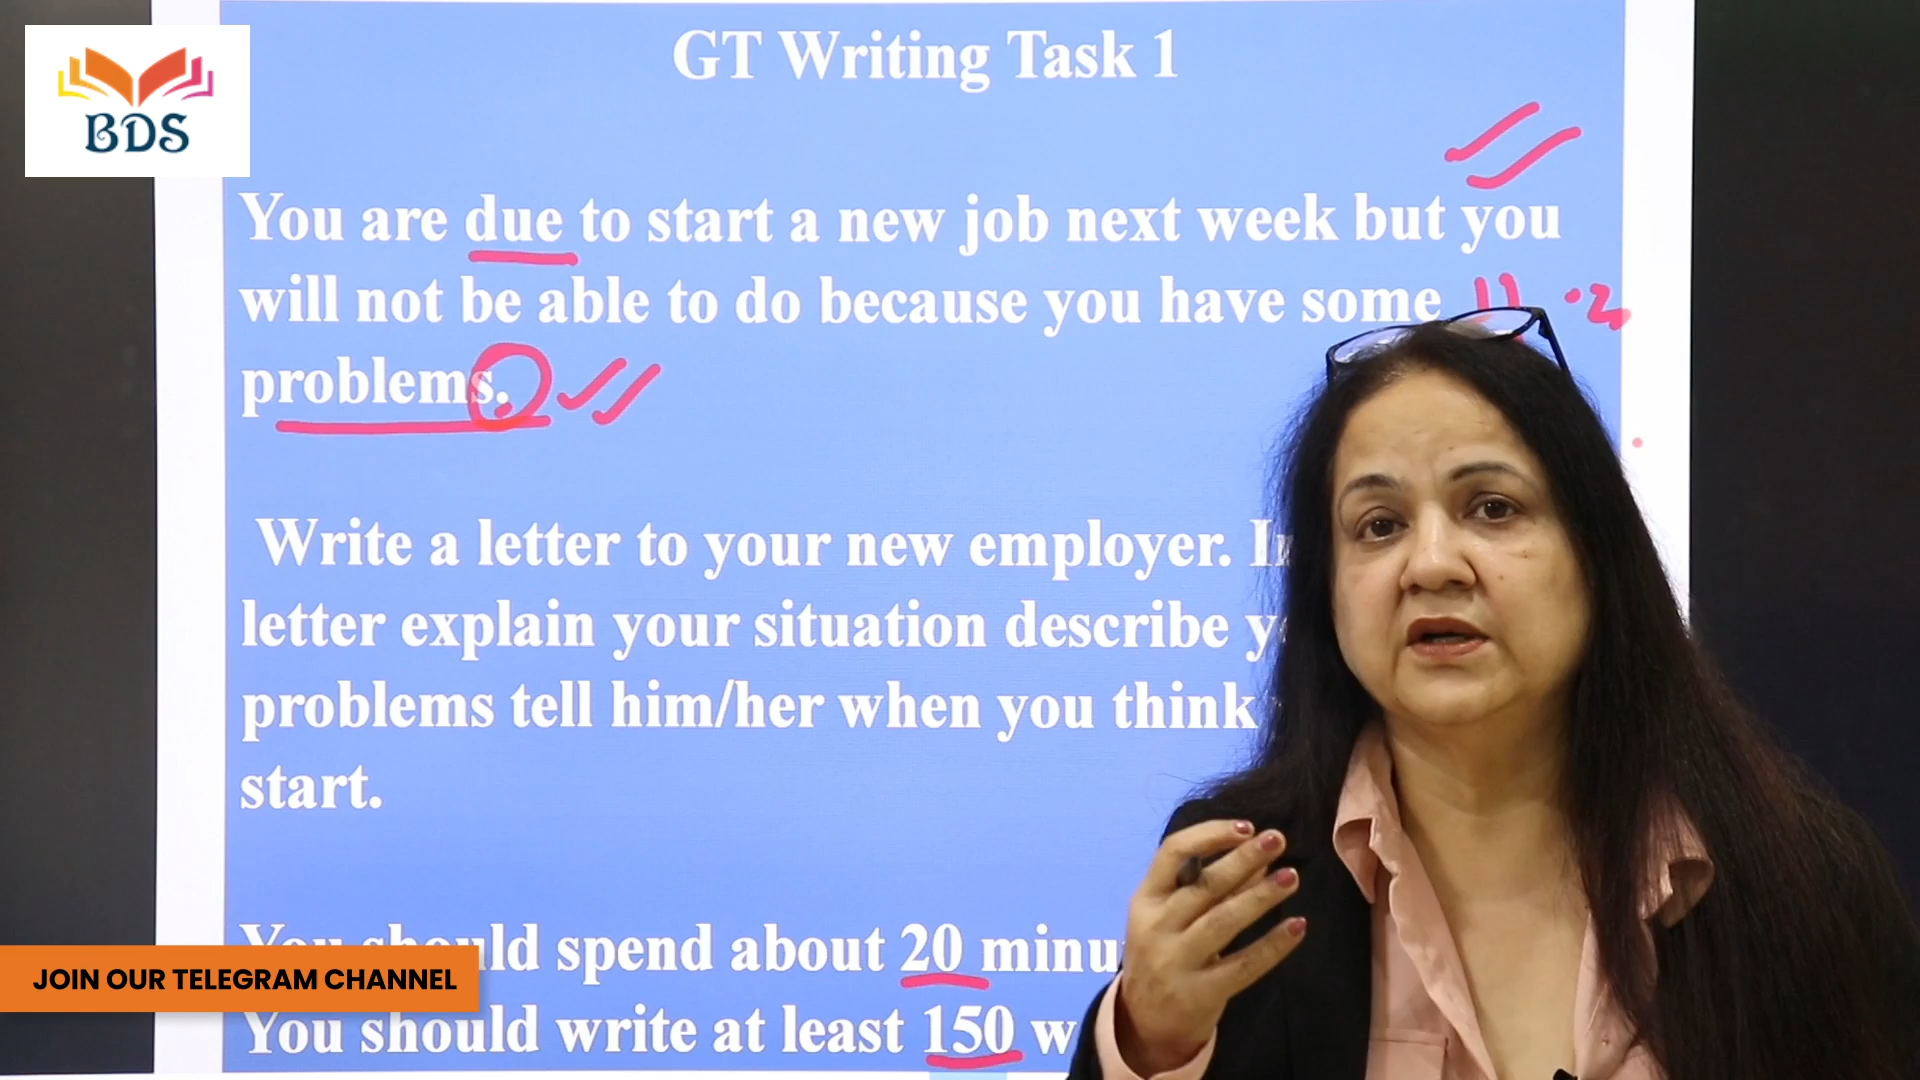 BDS
GT Writing Task 1
You are due to start a new job next week but you
will not be able to do because you have some
problems.
Write a letter to your new employer. In
letter explain your situation describe
problems tell him/her when you think
start.
You should spend about 20
You should write at least 150
JOIN OUR TELEGRAM CHANNEL